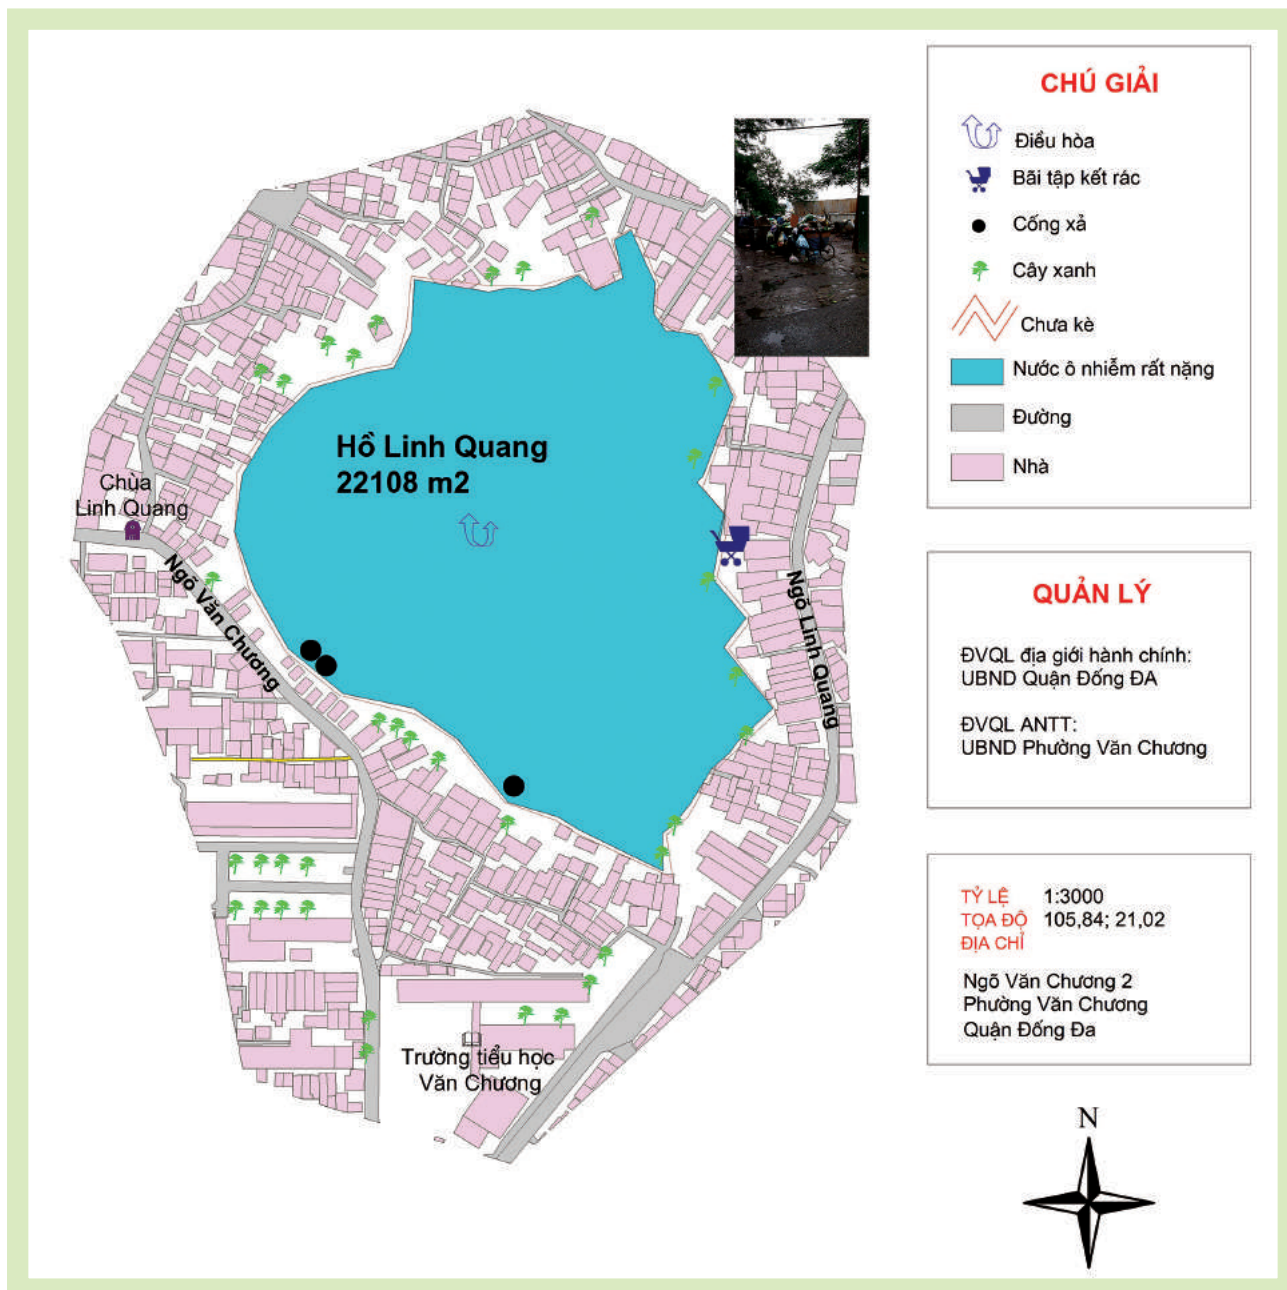 CHÚ GIẢI
Điều hòa
Bãi tập kết rác
Cống xả
Cây xanh
Chưa kè
Nước ô nhiễm rất nặng
Đường
Nhà
Hồ Linh Quang
22108 m2
Chùa
Linh Quang
Ngõ Văn Chương
Ngõ Linh Quang
Trường tiểu học
Văn Chương
QUẢN LÝ
ĐVQL địa giới hành chính:
UBND Quận Đống ĐA
ĐVQL ANTT:
UBND Phường Văn Chương
TỶ LỆ 1:3000
TỌA ĐỘ 105,84; 21,02
ĐỊA CHỈ
Ngõ Văn Chương 2
Phường Văn Chương
Quận Đống Đa
N